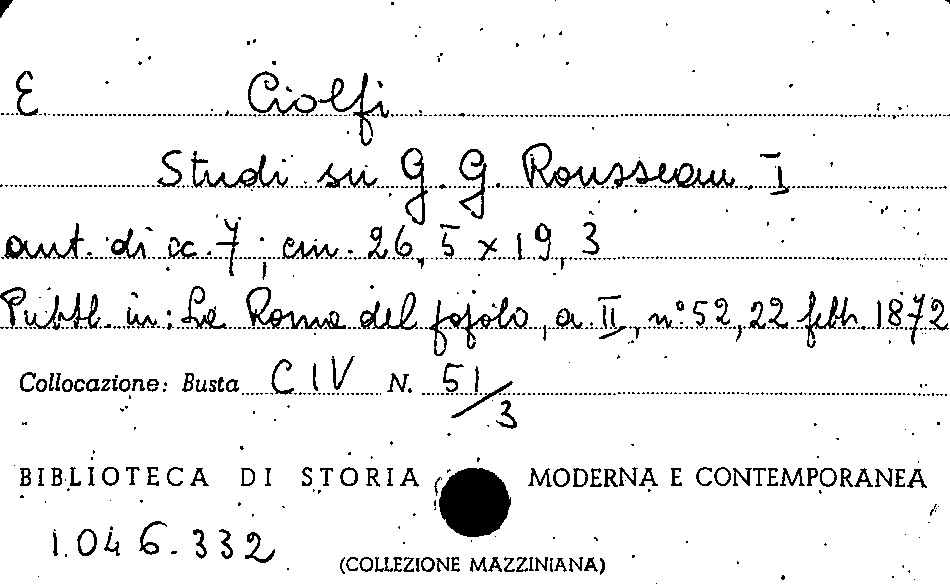 E Ciolfi
Studi su G. G. Rousseau I
aut. di cc. 7; cm. 26,5 x 19,3
Pubbl. in: La Roma del popolo, a. II, n° 52, 22 febb. 1872
Collocazione: Busta CIV N. 51/3
BIBLIOTECA DI STORIA MODERNA E CONTEMPORANEA
1.046.332
(COLLEZIONE MAZZINIANA)